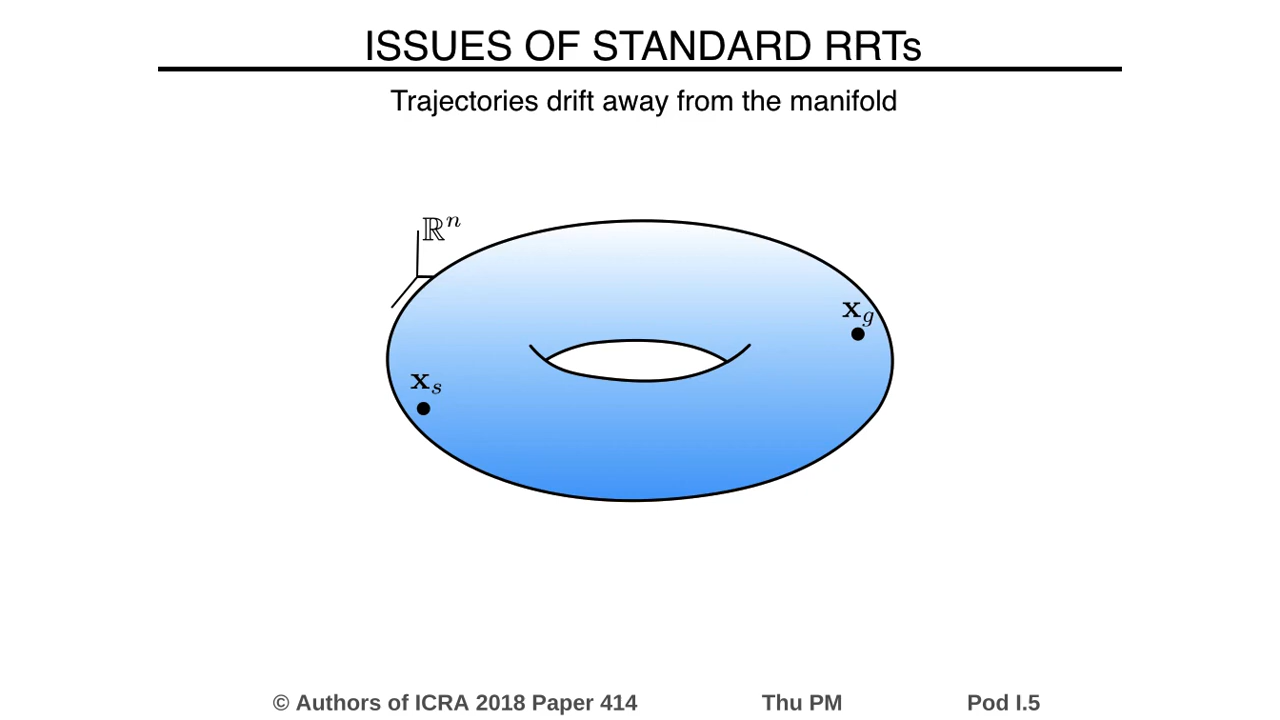 ISSUES OF STANDARD RRTs
Trajectories drift away from the manifold
ℝⁿ
x_g
x_s
© Authors of ICRA 2018 Paper 414 Thu PM Pod I.5